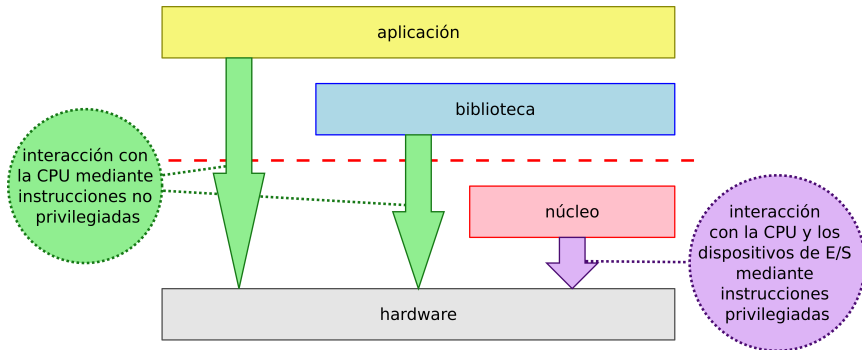 aplicación
biblioteca
interacción con
la CPU mediante
instrucciones no
privilegiadas
núcleo
interacción
con la CPU y los
dispositivos de E/S
mediante
instrucciones
privilegiadas
hardware